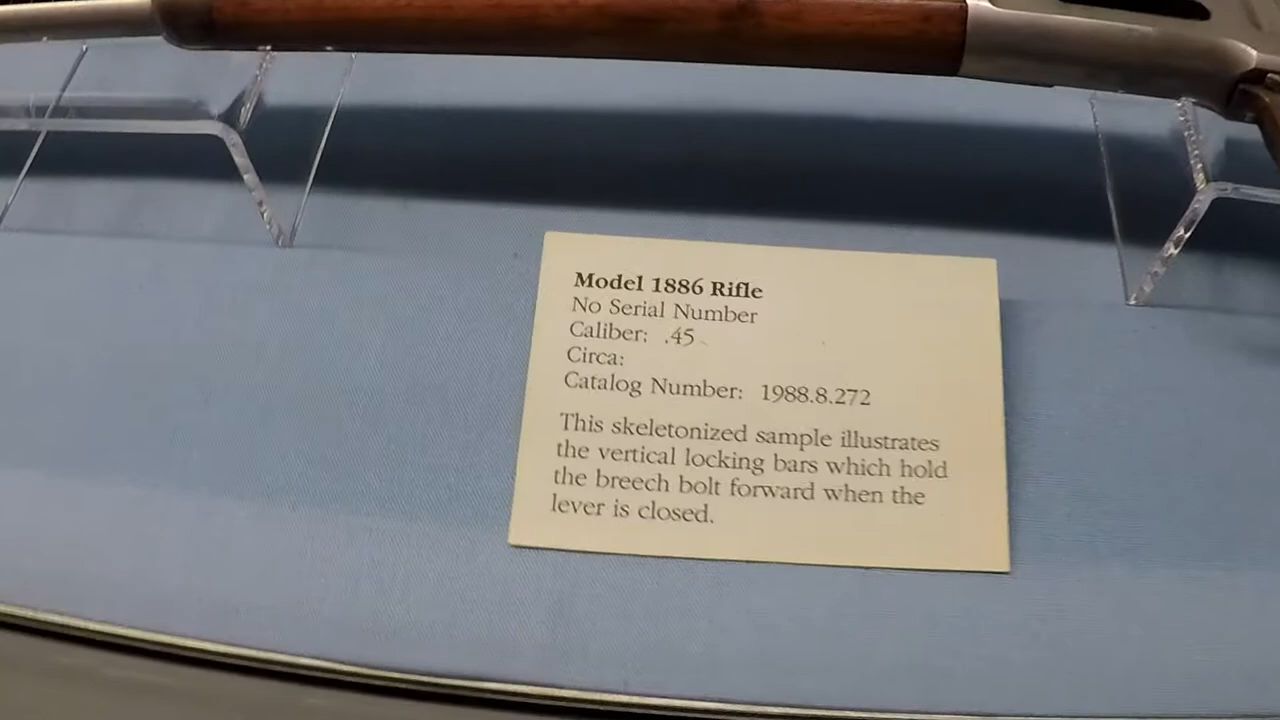 Model 1886 Rifle
No Serial Number
Caliber: .45
Circa:
Catalog Number: 1988.8.272
This skeletonized sample illustrates
the vertical locking bars which hold
the breech bolt forward when the
lever is closed.